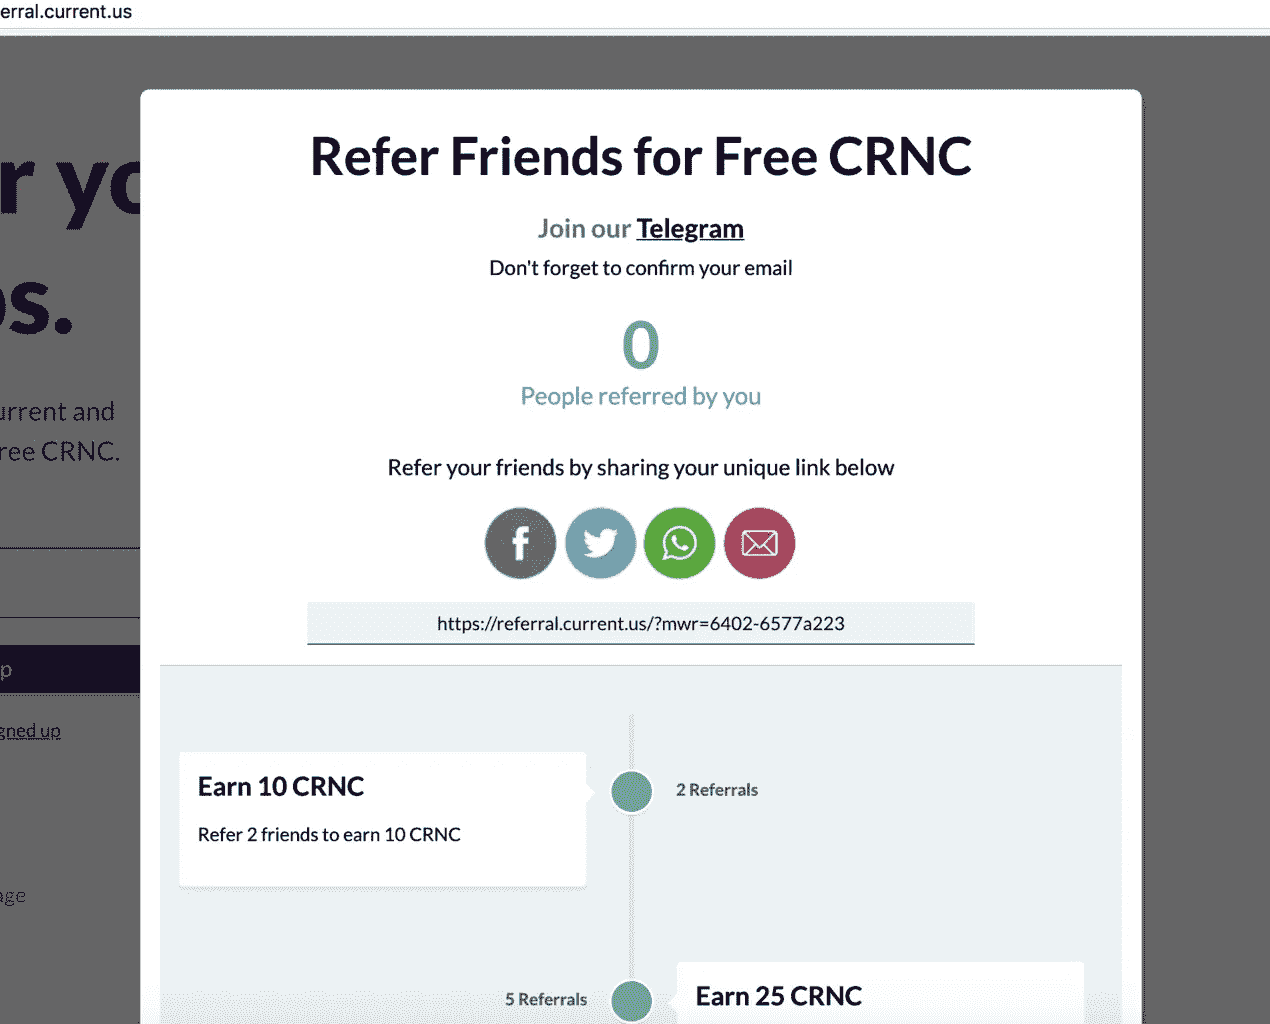 erral.current.us
r yo
Refer Friends for Free CRNC
Join our Telegram
Don't forget to confirm your email
os.
0
People referred by you
urrent and
ree CRNC.
Refer your friends by sharing your unique link below
f
https://referral.current.us/?mwr=6402-6577a223
p
gned up
Earn 10 CRNC
2 Referrals
Refer 2 friends to earn 10 CRNC
age
5 Referrals
Earn 25 CRNC